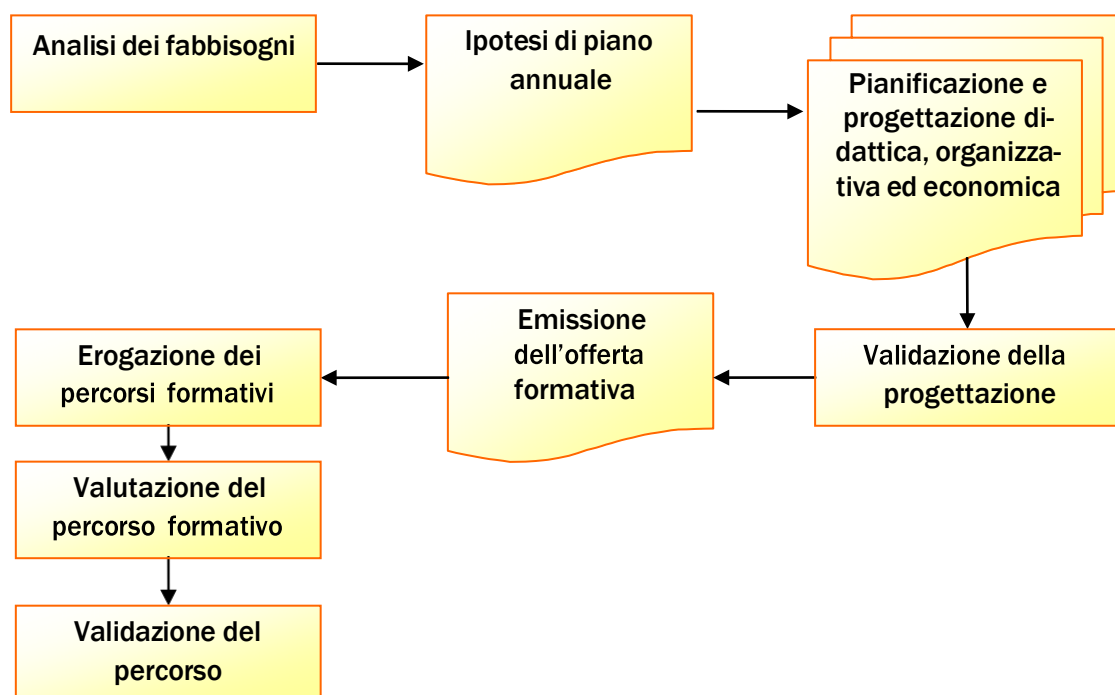 Analisi dei fabbisogni
Ipotesi di piano
annuale
Pianificazione e
progettazione di-
dattica, organizza-
tiva ed economica
Validazione della
progettazione
Emissione
dell’offerta
formativa
Erogazione dei
percorsi formativi
Valutazione del
percorso formativo
Validazione del
percorso